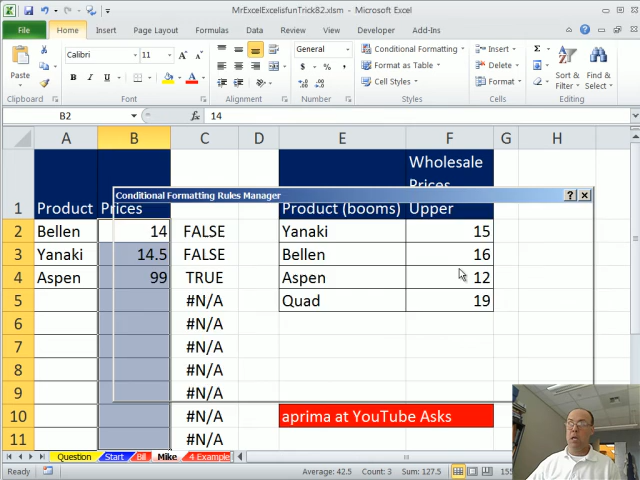 MrExcelExcelisfunTrick82.xlsm - Microsoft Excel
File Home Insert Page Layout Formulas Data Review View Developer Add-Ins
Paste Calibri 11 General Conditional Formatting Insert
B I U $ % , Format as Table Delete Sort & Filter Find & Select
Cell Styles Format
Clipboard Font Alignment Number Styles Cells Editing
B2 fx 14
A B C D E F G H
Wholesale
Prices
1 Product Prices Product (booms) Upper
Conditional Formatting Rules Manager
2 Bellen 14 FALSE Yanaki 15
3 Yanaki 14.5 FALSE Bellen 16
4 Aspen 99 TRUE Aspen 12
5 #N/A Quad 19
6 #N/A
7 #N/A
8 #N/A
9 #N/A
10 #N/A aprima at YouTube Asks
11 #N/A
Question Start Bill Mike 4 Example
Ready Average: 42.5 Count: 3 Sum: 127.5